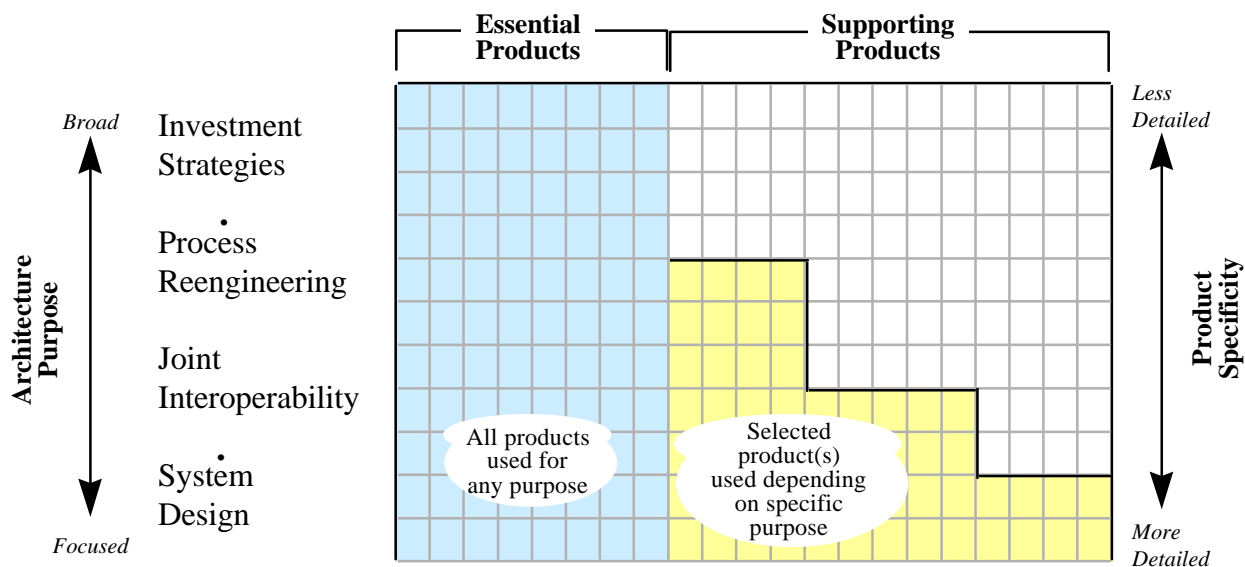 Essential
Products
Supporting
Products
Broad
Investment
Strategies
Process
Reengineering
Joint
Interoperability
System
Design
Focused
Architecture
Purpose
All products
used for
any purpose
Selected
product(s)
used depending
on specific
purpose
Less
Detailed
Product
Specificity
More
Detailed